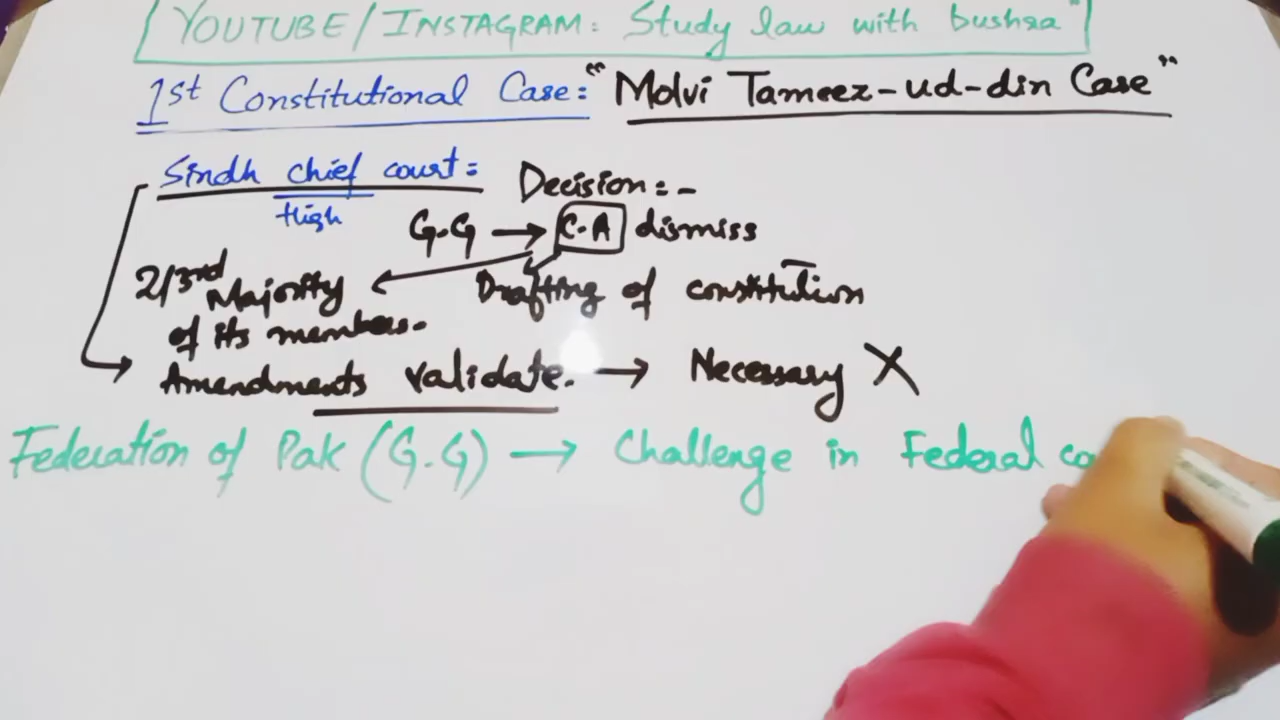 YOUTUBE/INSTAGRAM: Study law with bushra"
1st Constitutional Case: "Molvi Tameez-ud-din Case"
Sindh chief court:
High
Decision:-
G.G → C.A dismiss
2/3rd Majority of its members.
Drafting of constitution
Amendments validate. → Necessary X
Federation of Pak (G.G) → Challenge in Federal co